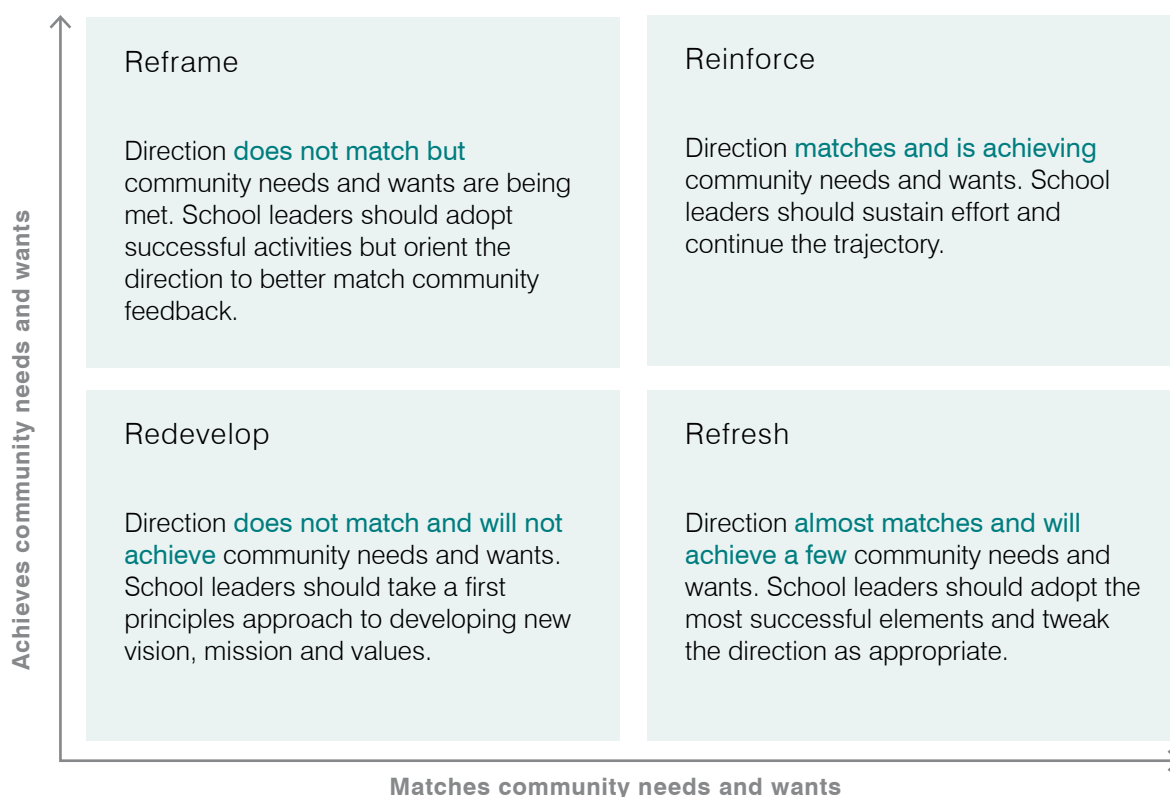 Achieves community needs and wants
Reframe
Direction does not match but
community needs and wants are being
met. School leaders should adopt
successful activities but orient the
direction to better match community
feedback.
Reinforce
Direction matches and is achieving
community needs and wants. School
leaders should sustain effort and
continue the trajectory.
Redevelop
Direction does not match and will not
achieve community needs and wants.
School leaders should take a first
principles approach to developing new
vision, mission and values.
Refresh
Direction almost matches and will
achieve a few community needs and
wants. School leaders should adopt the
most successful elements and tweak
the direction as appropriate.
Matches community needs and wants